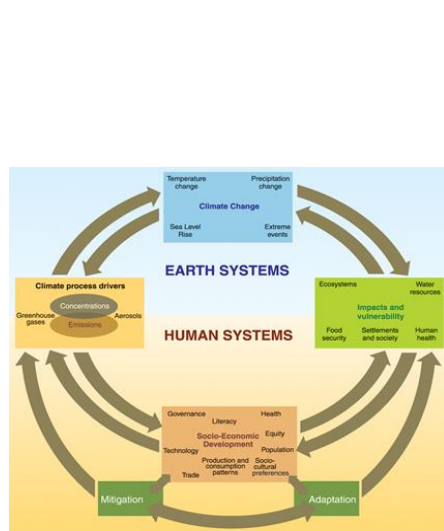 Temperature change
Precipitation change
Climate Change
Sea Level Rise
Extreme events
EARTH SYSTEMS
Climate process drivers
Concentrations
Greenhouse gases
Aerosols
Emissions
Ecosystems
Water resources
Impacts and vulnerability
Food security
Settlements and society
Human health
HUMAN SYSTEMS
Governance
Literacy
Health
Equity
Socio-Economic Development
Technology
Population
Production and consumption patterns
Socio-cultural preferences
Trade
Mitigation
Adaptation